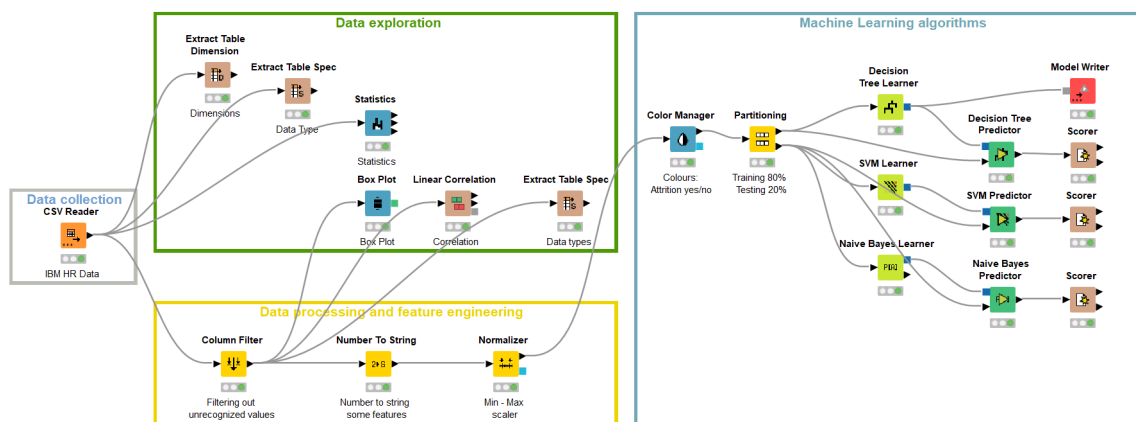 Data exploration
Machine Learning algorithms
Extract Table
Dimension
Dimensions
Extract Table Spec
Data Type
Statistics
Statistics
Data collection
CSV Reader
IBM HR Data
Box Plot
Box Plot
Linear Correlation
Correlation
Extract Table Spec
Data types
Data processing and feature engineering
Column Filter
Filtering out
unrecognized values
Number To String
2
S
Number to string
some features
Normalizer
Min - Max
scaler
Color Manager
Colours:
Attrition yes/no
Partitioning
Training 80%
Testing 20%
Decision
Tree Learner
Model Writer
Decision Tree
Predictor
Scorer
SVM Learner
SVM Predictor
Scorer
Naive Bayes Learner
Naive Bayes
Predictor
Scorer